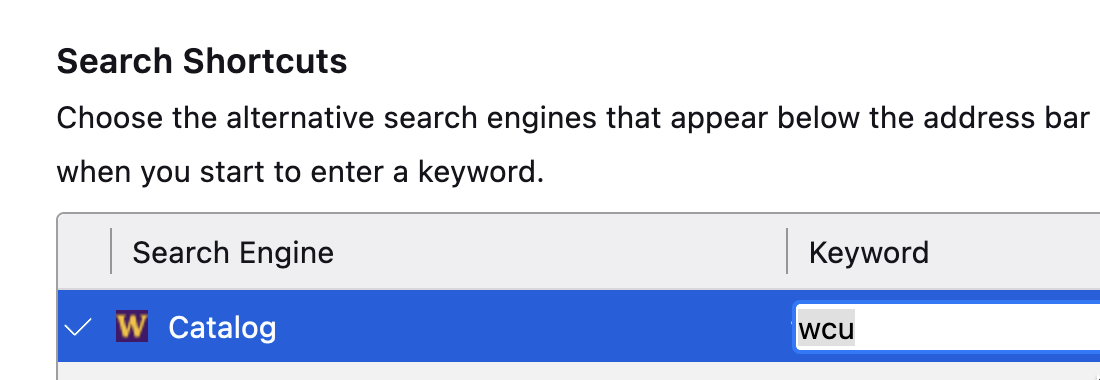 Search Shortcuts
Choose the alternative search engines that appear below the address bar
when you start to enter a keyword.
Search Engine Keyword
W Catalog wcu